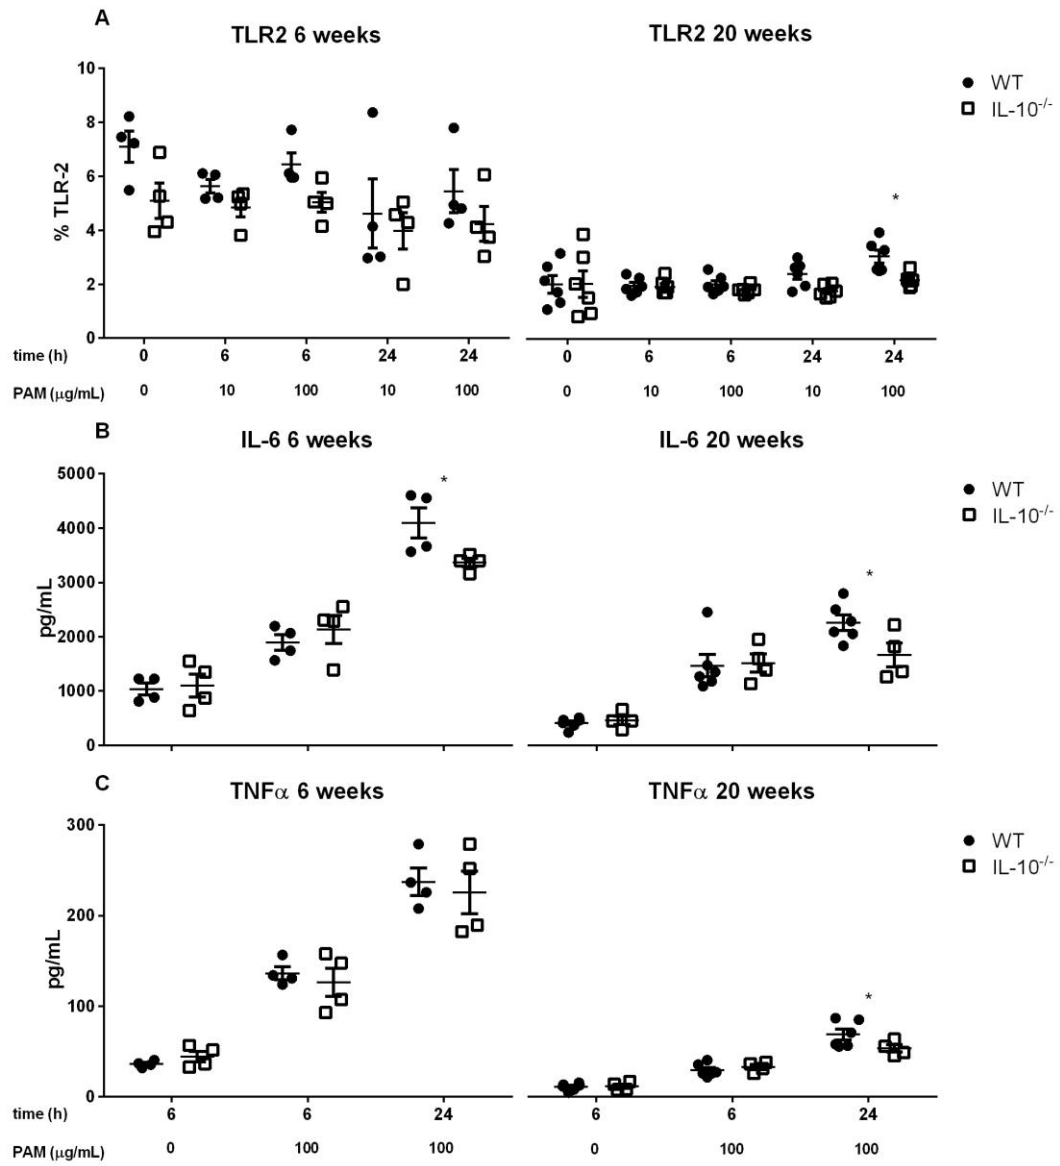 A
TLR2 6 weeks
TLR2 20 weeks
WT
IL-10-/-
% TLR-2
10
8
6
4
2
0
*
time (h) 0 6 6 24 24 0 6 6 24 24
PAM (μg/mL) 0 10 100 10 100 0 10 100 10 100
B
IL-6 6 weeks
IL-6 20 weeks
WT
IL-10-/-
pg/mL
5000
4000
3000
2000
1000
0
*
*
C
TNFα 6 weeks
TNFα 20 weeks
WT
IL-10-/-
pg/mL
300
200
100
0
*
time (h) 6 6 24 6 6 24
PAM (μg/mL) 0 100 100 0 100 100